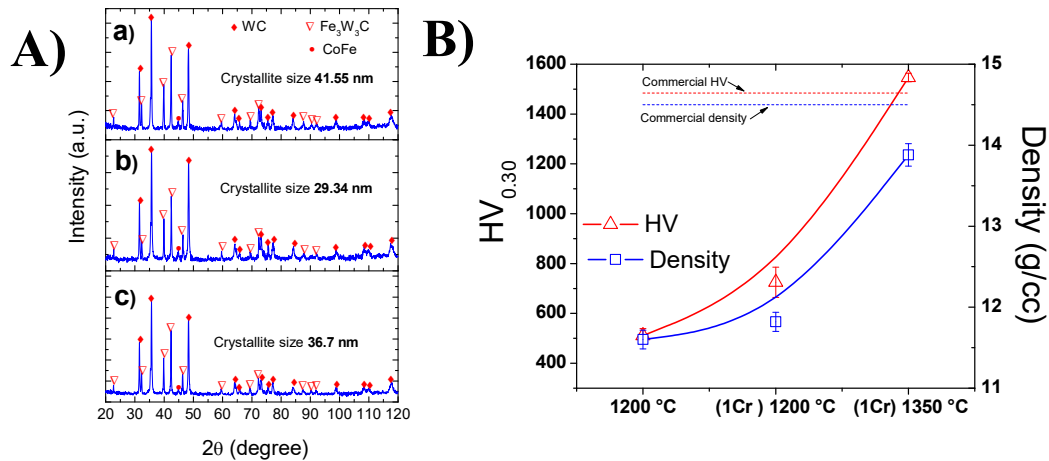 A)
a)
WC
Fe3W3C
CoFe
Crystallite size 41.55 nm
b)
Crystallite size 29.34 nm
c)
Crystallite size 36.7 nm
Intensity (a.u.)
20 30 40 50 60 70 80 90 100 110 120
2θ (degree)
B)
1600
1400
1200
1000
800
600
400
HV0.30
Commercial HV
Commercial density
HV
Density
15
14
13
12
11
Density (g/cc)
1200 °C
(1Cr ) 1200 °C
(1Cr) 1350 °C